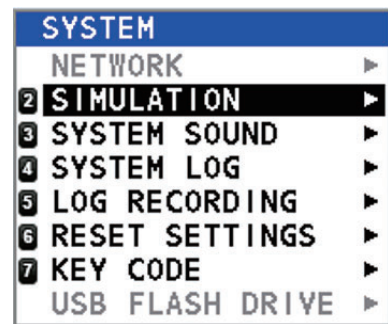 SYSTEM
NETWORK ▶
2 SIMULATION ▶
3 SYSTEM SOUND ▶
4 SYSTEM LOG ▶
5 LOG RECORDING ▶
6 RESET SETTINGS ▶
7 KEY CODE ▶
USB FLASH DRIVE ▶